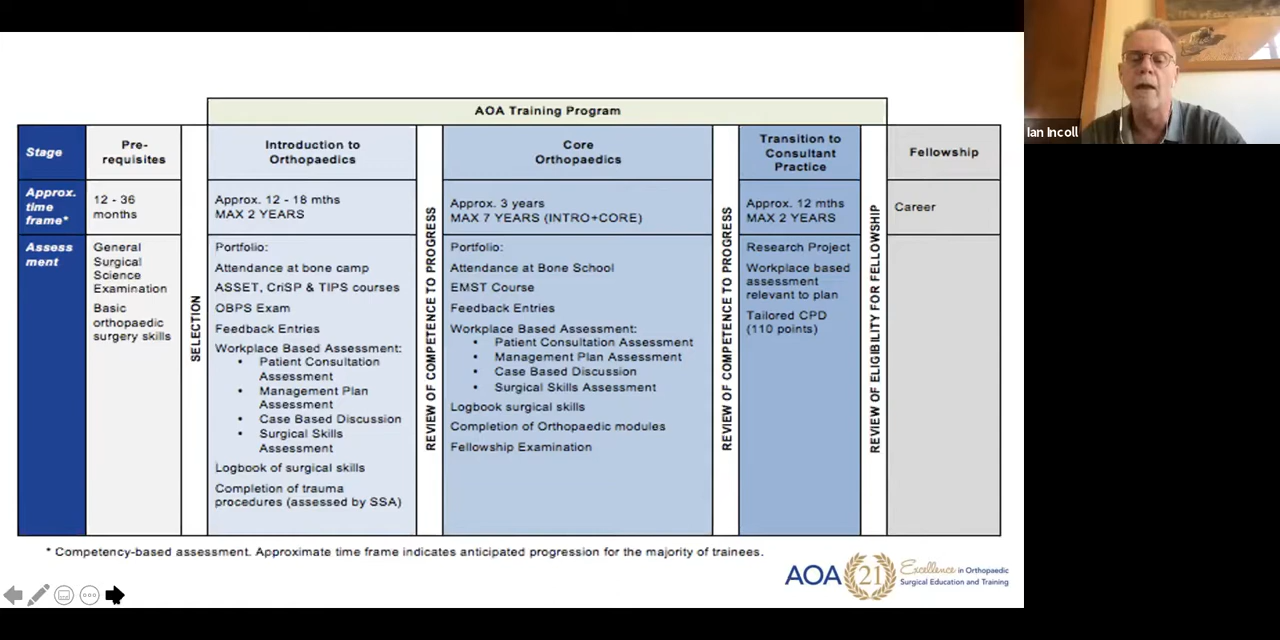 AOA Training Program
Stage
Pre-
requisites
SELECTION
Introduction to
Orthopaedics
REVIEW OF COMPETENCE TO PROGRESS
Core
Orthopaedics
REVIEW OF COMPETENCE TO PROGRESS
Transition to
Consultant
Practice
REVIEW OF ELIGIBILITY FOR FELLOWSHIP
Fellowship
Approx.
time
frame*
12 - 36
months
Approx. 12 - 18 mths
MAX 2 YEARS
Approx. 3 years
MAX 7 YEARS (INTRO+CORE)
Approx. 12 mths
MAX 2 YEARS
Career
Assess
ment
General
Surgical
Science
Examination
Basic
orthopaedic
surgery skills
Portfolio:
Attendance at bone camp
ASSET, CriSP & TIPS courses
OBPS Exam
Feedback Entries
Workplace Based Assessment:
• Patient Consultation
Assessment
• Management Plan
Assessment
• Case Based Discussion
• Surgical Skills
Assessment
Logbook of surgical skills
Completion of trauma
procedures (assessed by SSA)
Portfolio:
Attendance at Bone School
EMST Course
Feedback Entries
Workplace Based Assessment:
• Patient Consultation Assessment
• Management Plan Assessment
• Case Based Discussion
• Surgical Skills Assessment
Logbook surgical skills
Completion of Orthopaedic modules
Fellowship Examination
Research Project
Workplace based
assessment
relevant to plan
Tailored CPD
(110 points)
* Competency-based assessment. Approximate time frame indicates anticipated progression for the majority of trainees.
AOA 21 Excellence in Orthopaedic
Surgical Education and Training
Ian Incoll